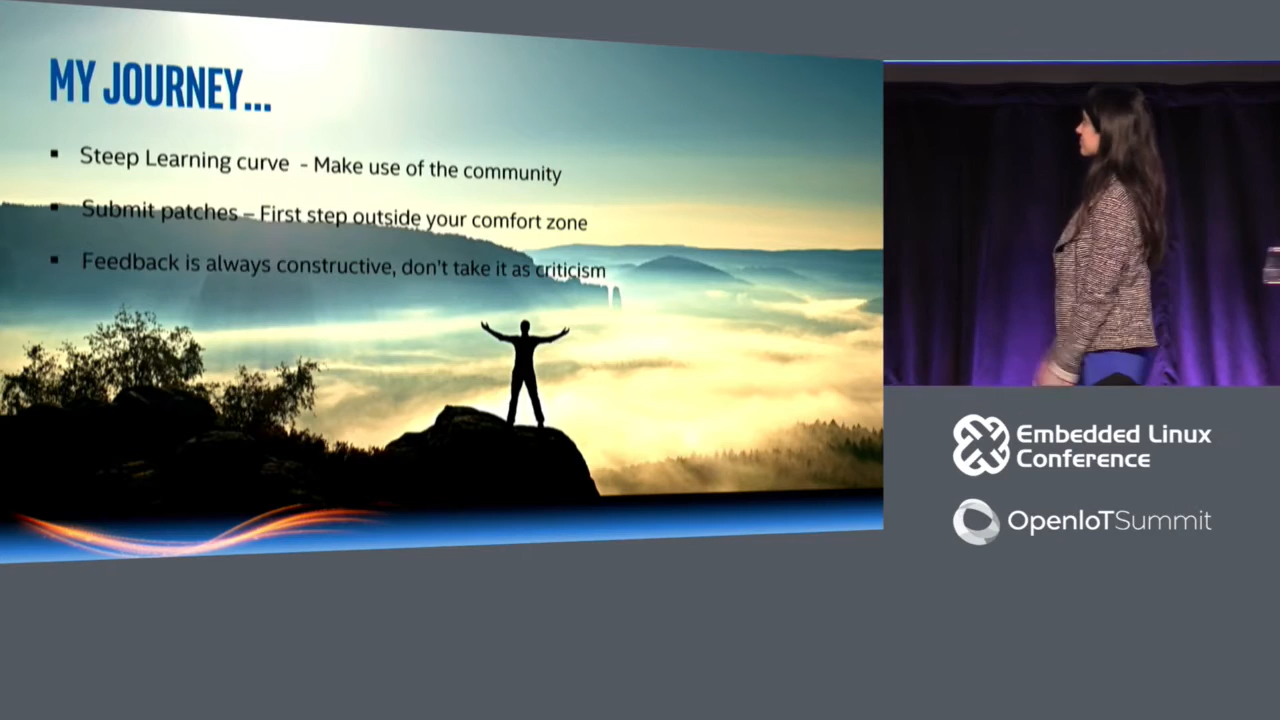 MY JOURNEY...
▪ Steep Learning curve - Make use of the community
▪ Submit patches – First step outside your comfort zone
▪ Feedback is always constructive, don't take it as criticism
Embedded Linux
Conference
OpenIoTSummit